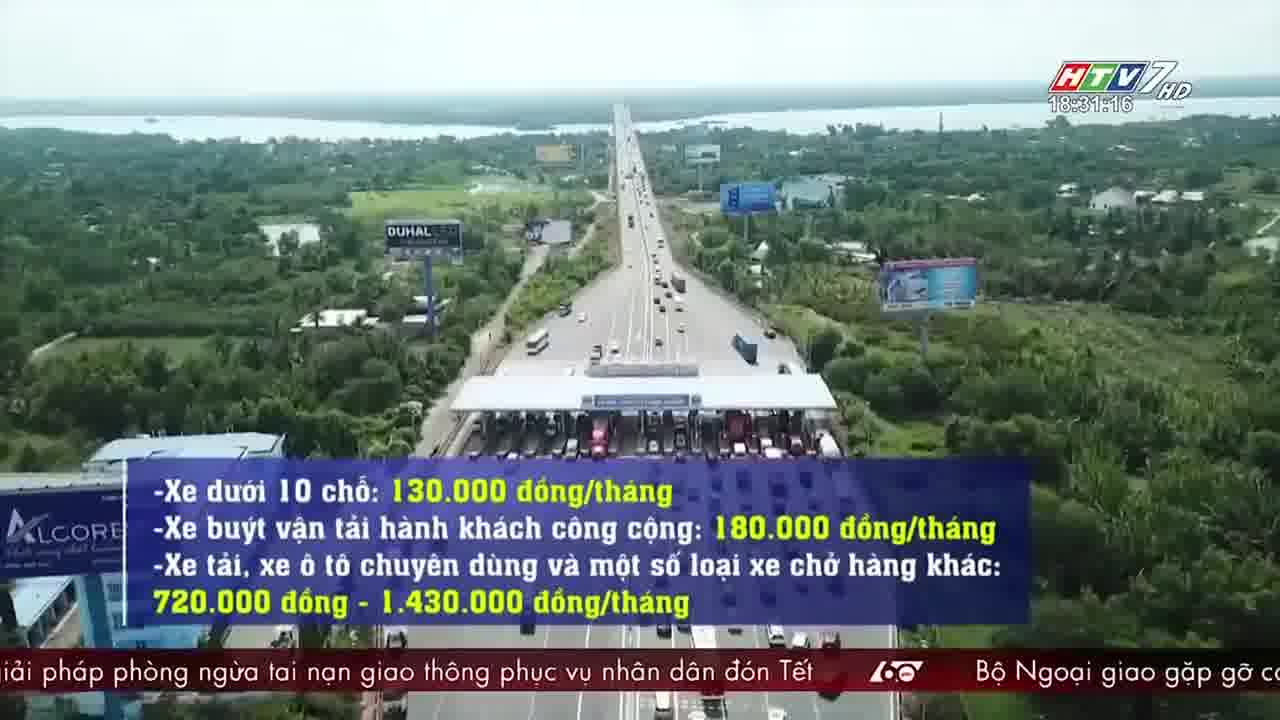 HTV7 HD
18:31:16
DUHAL
ALCORE
-Xe dưới 10 chỗ: 130.000 đồng/tháng
-Xe buýt vận tải hành khách công cộng: 180.000 đồng/tháng
-Xe tải, xe ô tô chuyên dùng và một số loại xe chở hàng khác:
720.000 đồng - 1.430.000 đồng/tháng
giải pháp phòng ngừa tai nạn giao thông phục vụ nhân dân đón Tết
60
Bộ Ngoại giao gặp gỡ